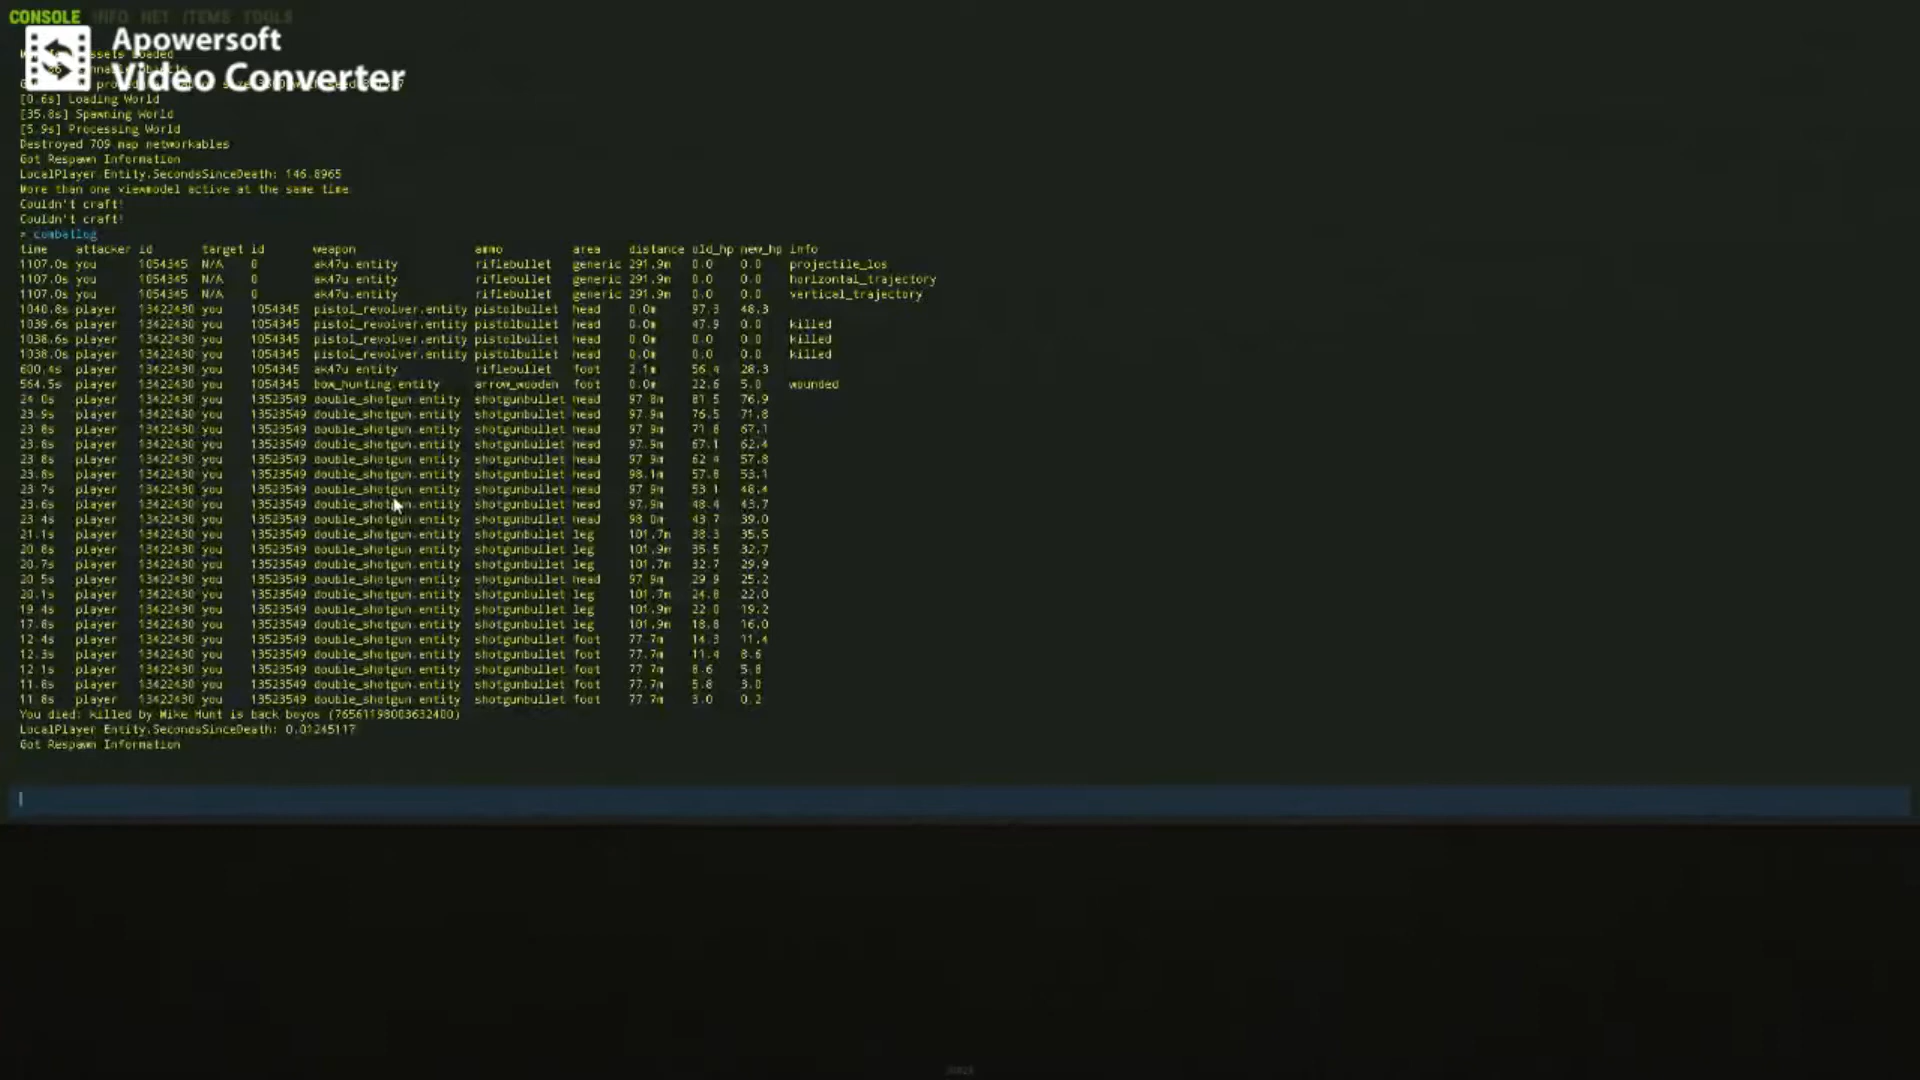 CONSOLE INFO NET ITEMS TOOLS
Apowersoft
Video Converter
[0.6s] Loading World
[35.8s] Spawning World
[5.9s] Processing World
Destroyed 709 map networkables
Got Respawn Information
LocalPlayer.Entity.SecondsSinceDeath: 146.8965
More than one viewmodel active at the same time
Couldn't craft!
Couldn't craft!
> combatlog
time attacker id target id weapon ammo area distance old_hp new_hp info
1107.0s you 1054345 N/A 0 ak47u.entity riflebullet generic 291.9m 0.0 0.0 projectile_los
1107.0s you 1054345 N/A 0 ak47u.entity riflebullet generic 291.9m 0.0 0.0 horizontal_trajectory
1107.0s you 1054345 N/A 0 ak47u.entity riflebullet generic 291.9m 0.0 0.0 vertical_trajectory
1040.8s player 13422430 you 1054345 pistol_revolver.entity pistolbullet head 0.0m 97.3 48.3
1039.6s player 13422430 you 1054345 pistol_revolver.entity pistolbullet head 0.0m 47.9 0.0 killed
1038.6s player 13422430 you 1054345 pistol_revolver.entity pistolbullet head 0.0m 0.0 0.0 killed
1038.0s player 13422430 you 1054345 pistol_revolver.entity pistolbullet head 0.0m 0.0 0.0 killed
600.4s player 13422430 you 1054345 ak47u.entity riflebullet foot 2.1m 56.4 28.3
564.5s player 13422430 you 1054345 bow_hunting.entity arrow_wooden foot 0.0m 22.6 5.0 wounded
24.0s player 13422430 you 13523549 double_shotgun.entity shotgunbullet head 97.8m 81.5 76.9
23.9s player 13422430 you 13523549 double_shotgun.entity shotgunbullet head 97.9m 76.5 71.8
23.8s player 13422430 you 13523549 double_shotgun.entity shotgunbullet head 97.9m 71.8 67.1
23.8s player 13422430 you 13523549 double_shotgun.entity shotgunbullet head 97.9m 67.1 62.4
23.8s player 13422430 you 13523549 double_shotgun.entity shotgunbullet head 97.9m 62.4 57.8
23.8s player 13422430 you 13523549 double_shotgun.entity shotgunbullet head 98.1m 57.8 53.1
23.7s player 13422430 you 13523549 double_shotgun.entity shotgunbullet head 97.9m 53.1 48.4
23.6s player 13422430 you 13523549 double_shotgun.entity shotgunbullet head 97.9m 48.4 43.7
23.4s player 13422430 you 13523549 double_shotgun.entity shotgunbullet head 98.0m 43.7 39.0
21.1s player 13422430 you 13523549 double_shotgun.entity shotgunbullet leg 101.7m 38.3 35.5
20.8s player 13422430 you 13523549 double_shotgun.entity shotgunbullet leg 101.9m 35.5 32.7
20.7s player 13422430 you 13523549 double_shotgun.entity shotgunbullet leg 101.7m 32.7 29.9
20.5s player 13422430 you 13523549 double_shotgun.entity shotgunbullet head 97.9m 29.9 25.2
20.1s player 13422430 you 13523549 double_shotgun.entity shotgunbullet leg 101.7m 24.8 22.0
19.4s player 13422430 you 13523549 double_shotgun.entity shotgunbullet leg 101.9m 22.0 19.2
17.8s player 13422430 you 13523549 double_shotgun.entity shotgunbullet leg 101.9m 18.8 16.0
12.4s player 13422430 you 13523549 double_shotgun.entity shotgunbullet foot 77.7m 14.3 11.4
12.3s player 13422430 you 13523549 double_shotgun.entity shotgunbullet foot 77.7m 11.4 8.6
12.1s player 13422430 you 13523549 double_shotgun.entity shotgunbullet foot 77.7m 8.6 5.8
11.8s player 13422430 you 13523549 double_shotgun.entity shotgunbullet foot 77.7m 5.8 3.0
11.8s player 13422430 you 13523549 double_shotgun.entity shotgunbullet foot 77.7m 3.0 0.2
You died: killed by Mike Hunt is back boyos (76561198003632400)
LocalPlayer.Entity.SecondsSinceDeath: 0.01245117
Got Respawn Information